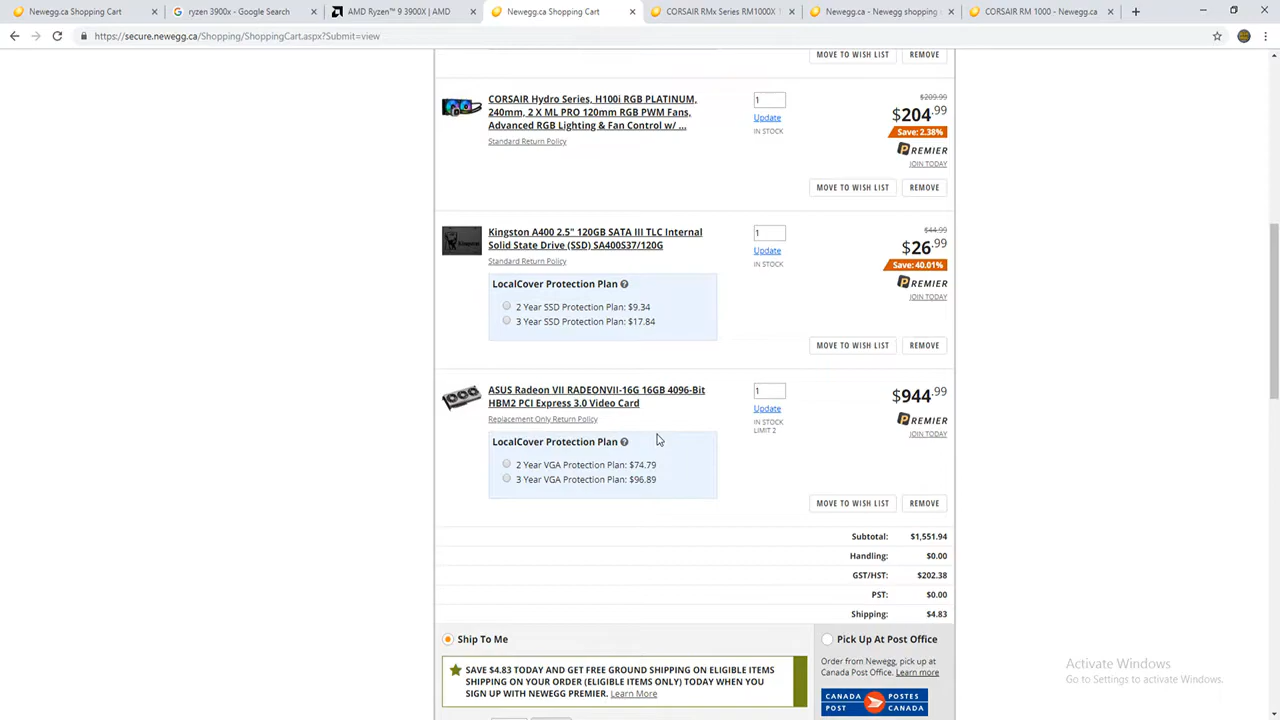 Newegg.ca Shopping Cart
ryzen 3900x - Google Search
AMD Ryzen™ 9 3900X | AMD
Newegg.ca Shopping Cart
CORSAIR RMx Series RM1000X
Newegg.ca - Newegg shopping
CORSAIR RM 1000 - Newegg.ca
https://secure.newegg.ca/Shopping/ShoppingCart.aspx?Submit=view
MOVE TO WISH LIST REMOVE
CORSAIR Hydro Series, H100i RGB PLATINUM,
240mm, 2 X ML PRO 120mm RGB PWM Fans,
Advanced RGB Lighting & Fan Control w/ ...
Standard Return Policy
1
Update
IN STOCK
$209.99
$204.99
Save: 2.38%
PREMIER
JOIN TODAY
MOVE TO WISH LIST REMOVE
Kingston A400 2.5" 120GB SATA III TLC Internal
Solid State Drive (SSD) SA400S37/120G
Standard Return Policy
LocalCover Protection Plan ?
2 Year SSD Protection Plan: $9.34
3 Year SSD Protection Plan: $17.84
1
Update
IN STOCK
$44.99
$26.99
Save: 40.01%
PREMIER
JOIN TODAY
MOVE TO WISH LIST REMOVE
ASUS Radeon VII RADEONVII-16G 16GB 4096-Bit
HBM2 PCI Express 3.0 Video Card
Replacement Only Return Policy
LocalCover Protection Plan ?
2 Year VGA Protection Plan: $74.79
3 Year VGA Protection Plan: $96.89
1
Update
IN STOCK
LIMIT 2
$944.99
PREMIER
JOIN TODAY
MOVE TO WISH LIST REMOVE
Subtotal: $1,551.94
Handling: $0.00
GST/HST: $202.38
PST: $0.00
Shipping: $4.83
Ship To Me
SAVE $4.83 TODAY AND GET FREE GROUND SHIPPING ON ELIGIBLE ITEMS
SHIPPING ON YOUR ORDER (ELIGIBLE ITEMS ONLY) TODAY WHEN YOU
SIGN UP WITH NEWEGG PREMIER. Learn More
Pick Up At Post Office
Order from Newegg, pick up at
Canada Post Office. Learn more
CANADA POSTES
POST CANADA
Activate Windows
Go to Settings to activate Windows.